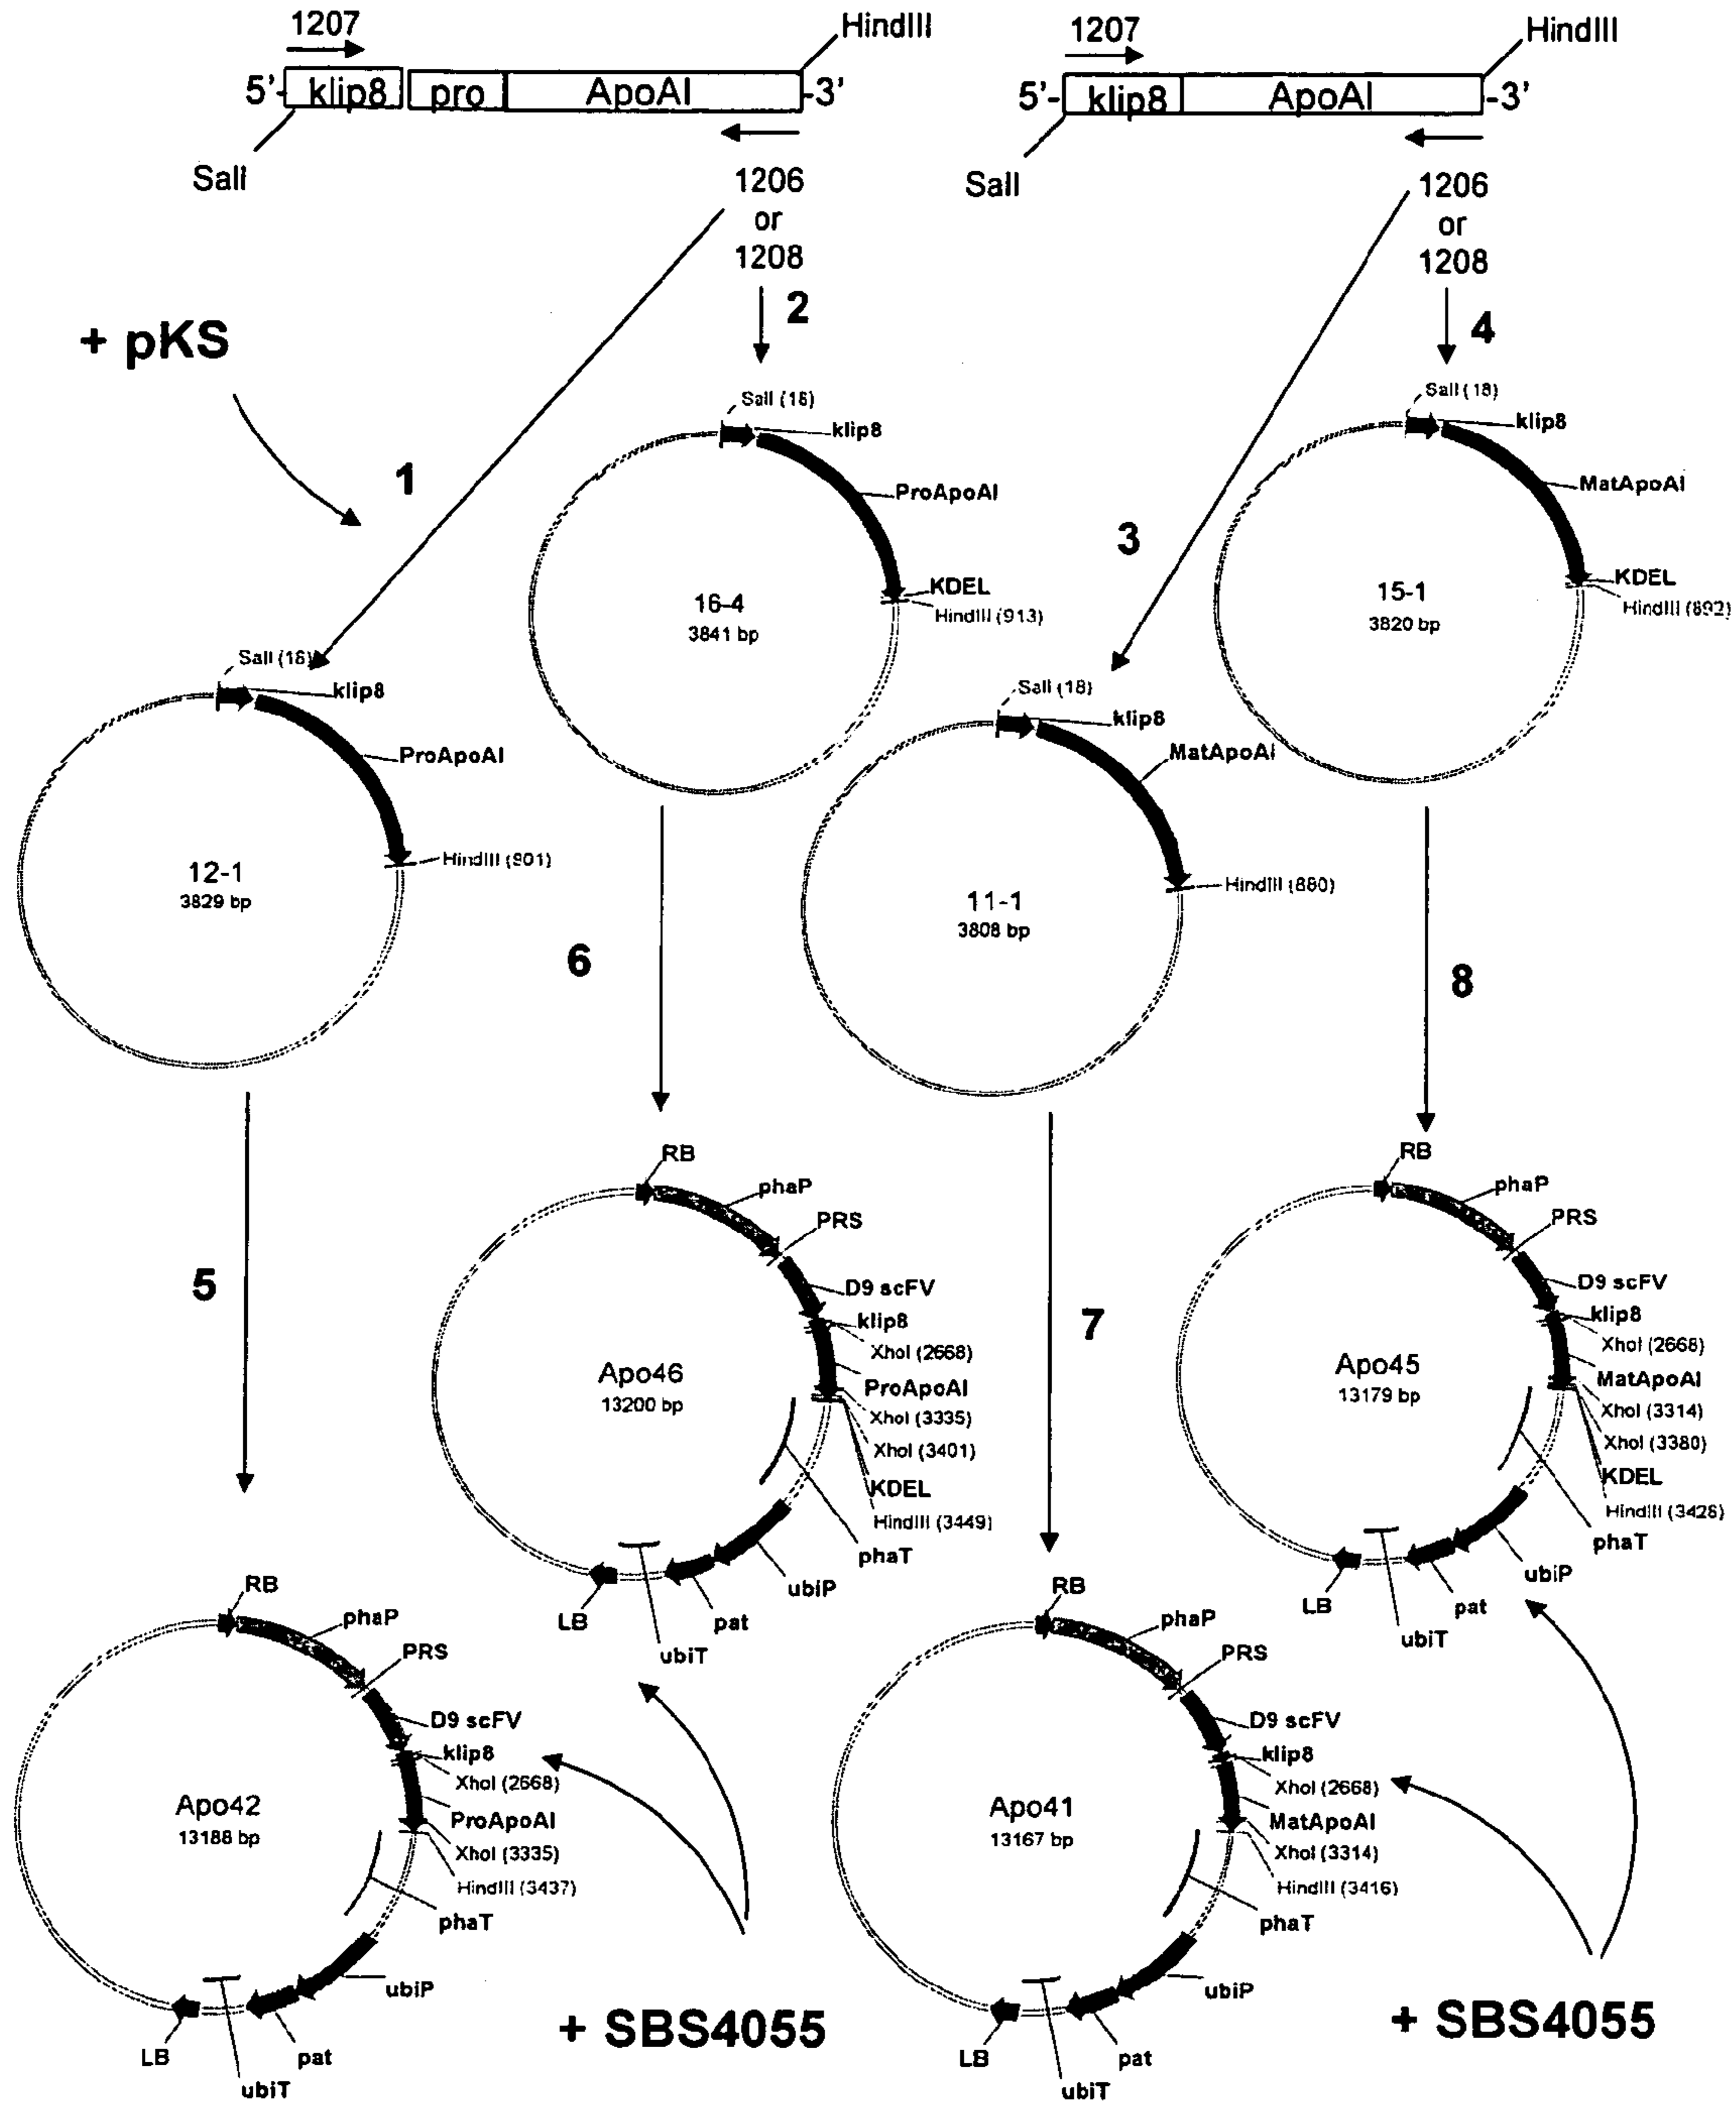 1207
HindIII
5'-
klip8
pro
ApoAI
-3'
SalI
1206
or
1208
1207
HindIII
5'-
klip8
ApoAI
-3'
SalI
1206
or
1208
+ pKS
1
2
3
4
SalI (18)
klip8
ProApoAI
KDEL
HindIII (913)
16-4
3841 bp
SalI (18)
klip8
MatApoAI
KDEL
HindIII (892)
15-1
3820 bp
SalI (18)
klip8
ProApoAI
HindIII (901)
12-1
3829 bp
SalI (18)
klip8
MatApoAI
HindIII (880)
11-1
3808 bp
5
6
7
8
RB
phaP
PRS
D9 scFV
klip8
XhoI (2668)
ProApoAI
XhoI (3335)
XhoI (3401)
KDEL
HindIII (3449)
phaT
ubiP
pat
ubiT
LB
Apo46
13200 bp
RB
phaP
PRS
D9 scFV
klip8
XhoI (2668)
MatApoAI
XhoI (3314)
XhoI (3380)
KDEL
HindIII (3428)
phaT
ubiP
pat
ubiT
LB
Apo45
13179 bp
RB
phaP
PRS
D9 scFV
klip8
XhoI (2668)
ProApoAI
XhoI (3335)
HindIII (3437)
phaT
ubiP
pat
ubiT
LB
Apo42
13188 bp
RB
phaP
PRS
D9 scFV
klip8
XhoI (2668)
MatApoAI
XhoI (3314)
HindIII (3416)
phaT
ubiP
pat
ubiT
LB
Apo41
13167 bp
+ SBS4055
+ SBS4055